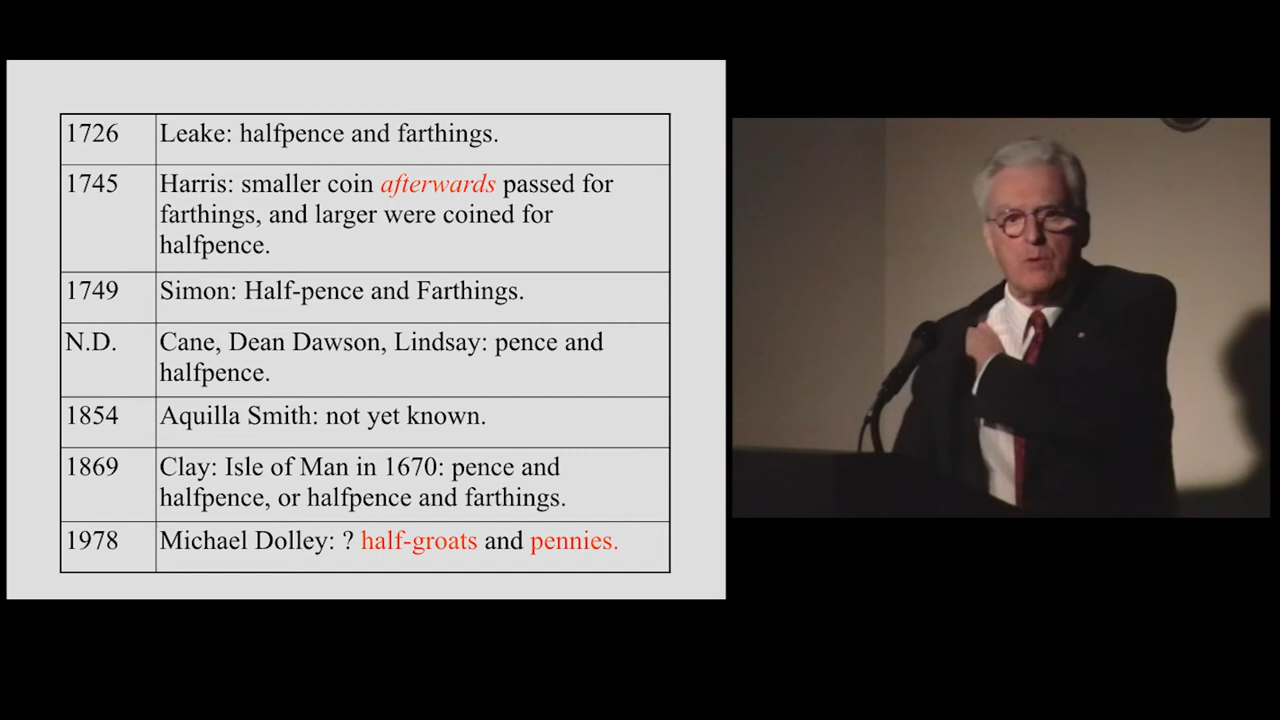 1726 Leake: halfpence and farthings.
1745 Harris: smaller coin afterwards passed for
farthings, and larger were coined for
halfpence.
1749 Simon: Half-pence and Farthings.
N.D. Cane, Dean Dawson, Lindsay: pence and
halfpence.
1854 Aquilla Smith: not yet known.
1869 Clay: Isle of Man in 1670: pence and
halfpence, or halfpence and farthings.
1978 Michael Dolley: ? half-groats and pennies.